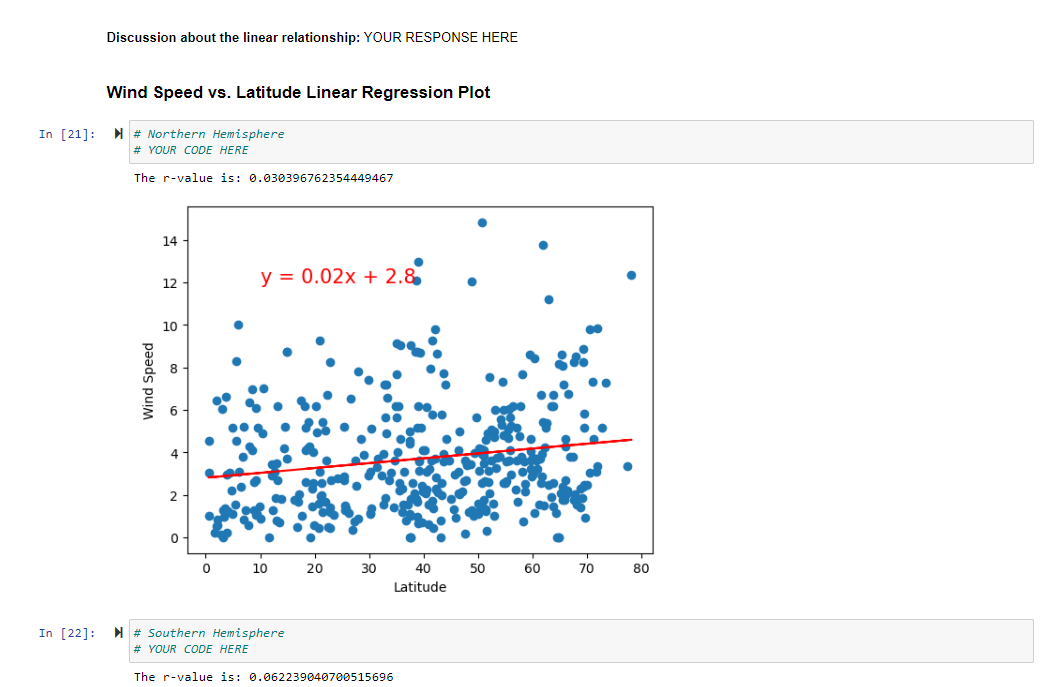 Discussion about the linear relationship: YOUR RESPONSE HERE
Wind Speed vs. Latitude Linear Regression Plot
In [21]:
# Northern Hemisphere
# YOUR CODE HERE
The r-value is: 0.030396762354449467
14
12
10
8
6
4
2
0
Wind Speed
y = 0.02x + 2.8
0 10 20 30 40 50 60 70 80
Latitude
In [22]:
# Southern Hemisphere
# YOUR CODE HERE
The r-value is: 0.062239040700515696